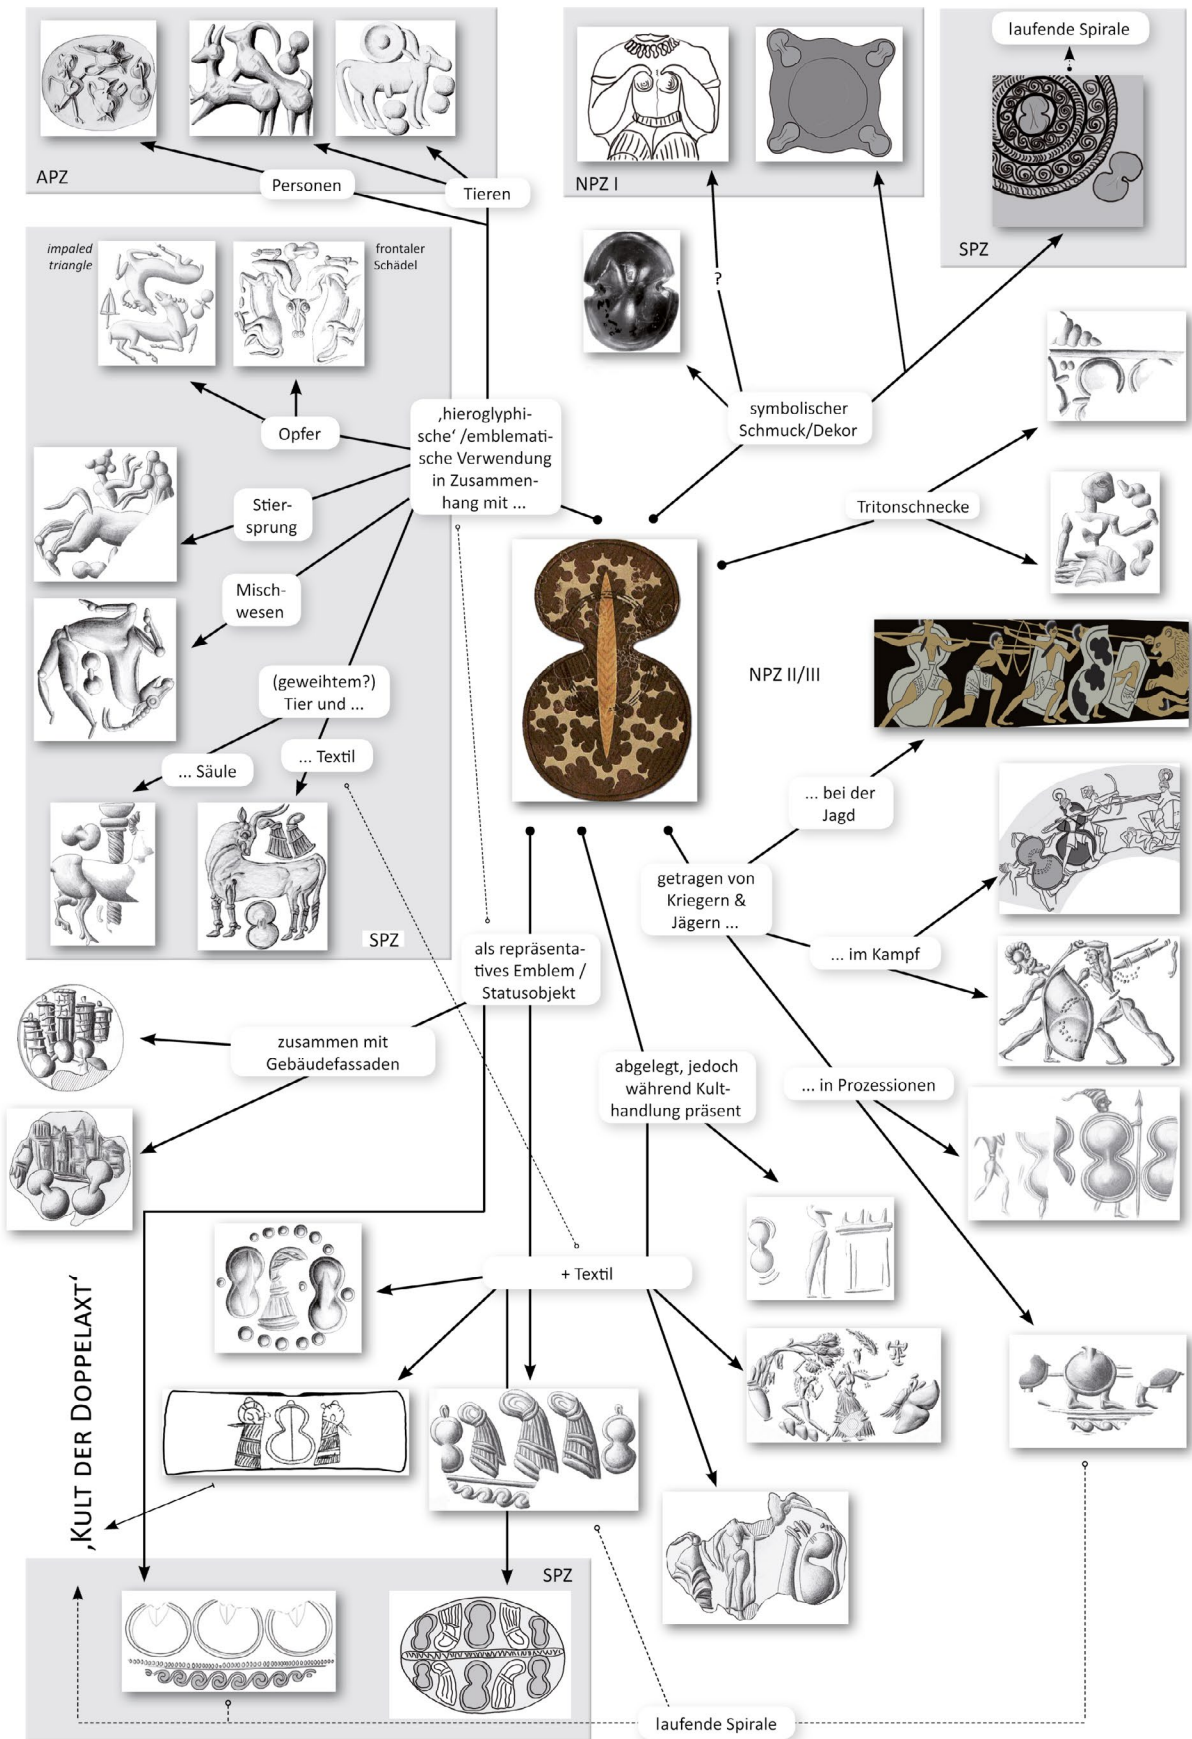 laufende Spirale
APZ
Personen
Tieren
NPZ I
SPZ
impaled
triangle
frontaler
Schädel
?
Opfer
‚hieroglyphi-
sche‘ /emblemati-
sche Verwendung
in Zusammen-
hang mit ...
symbolischer
Schmuck/Dekor
Stier-
sprung
Tritonschnecke
Misch-
wesen
NPZ II/III
(geweihtem?)
Tier und ...
... Säule
... Textil
... bei der
Jagd
getragen von
Kriegern &
Jägern ...
SPZ
als repräsenta-
tives Emblem /
Statusobjekt
... im Kampf
zusammen mit
Gebäudefassaden
abgelegt, jedoch
während Kult-
handlung präsent
... in Prozessionen
+ Textil
‚KULT DER DOPPELAXT‘
SPZ
laufende Spirale